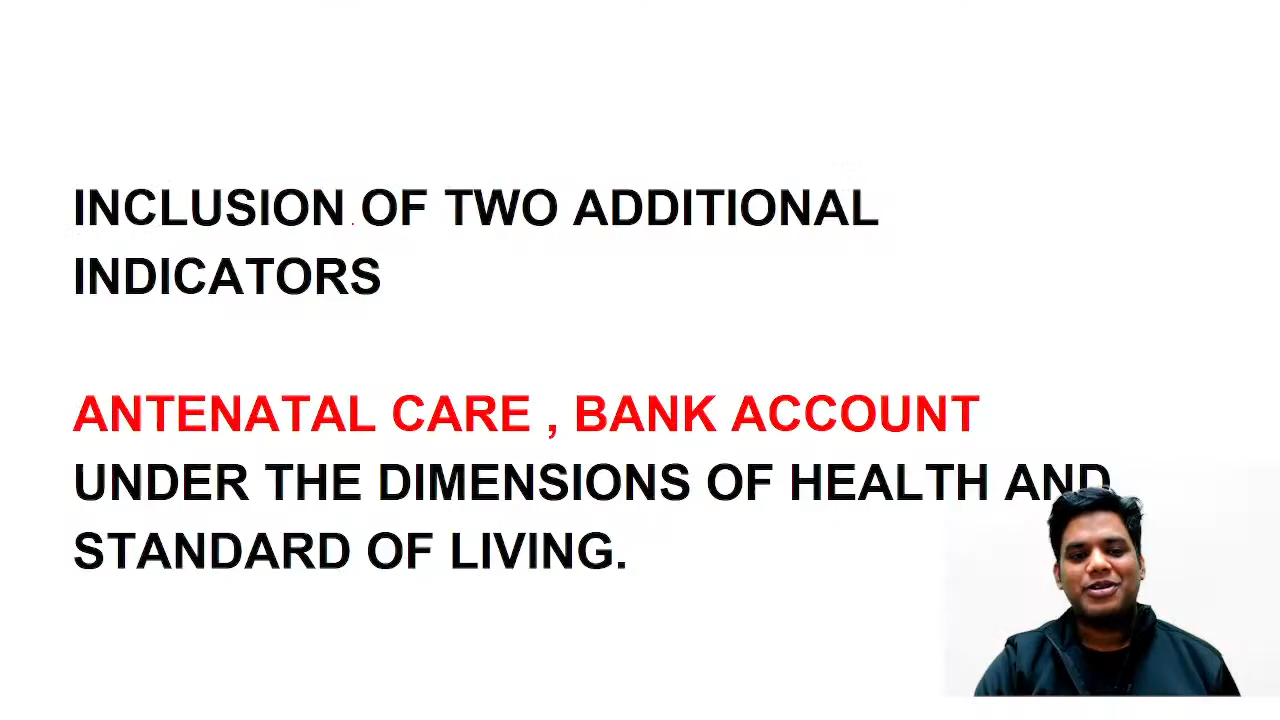 INCLUSION OF TWO ADDITIONAL
INDICATORS
ANTENATAL CARE , BANK ACCOUNT
UNDER THE DIMENSIONS OF HEALTH AND
STANDARD OF LIVING.